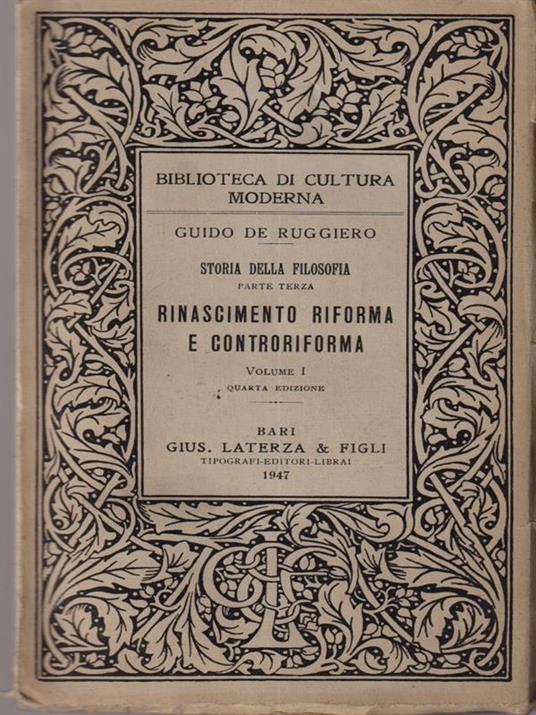 BIBLIOTECA DI CULTURA
MODERNA
GUIDO DE RUGGIERO
STORIA DELLA FILOSOFIA
PARTE TERZA
RINASCIMENTO RIFORMA
E CONTRORIFORMA
VOLUME I
QUARTA EDIZIONE
BARI
GIUS. LATERZA & FIGLI
TIPOGRAFI-EDITORI-LIBRAI
1947